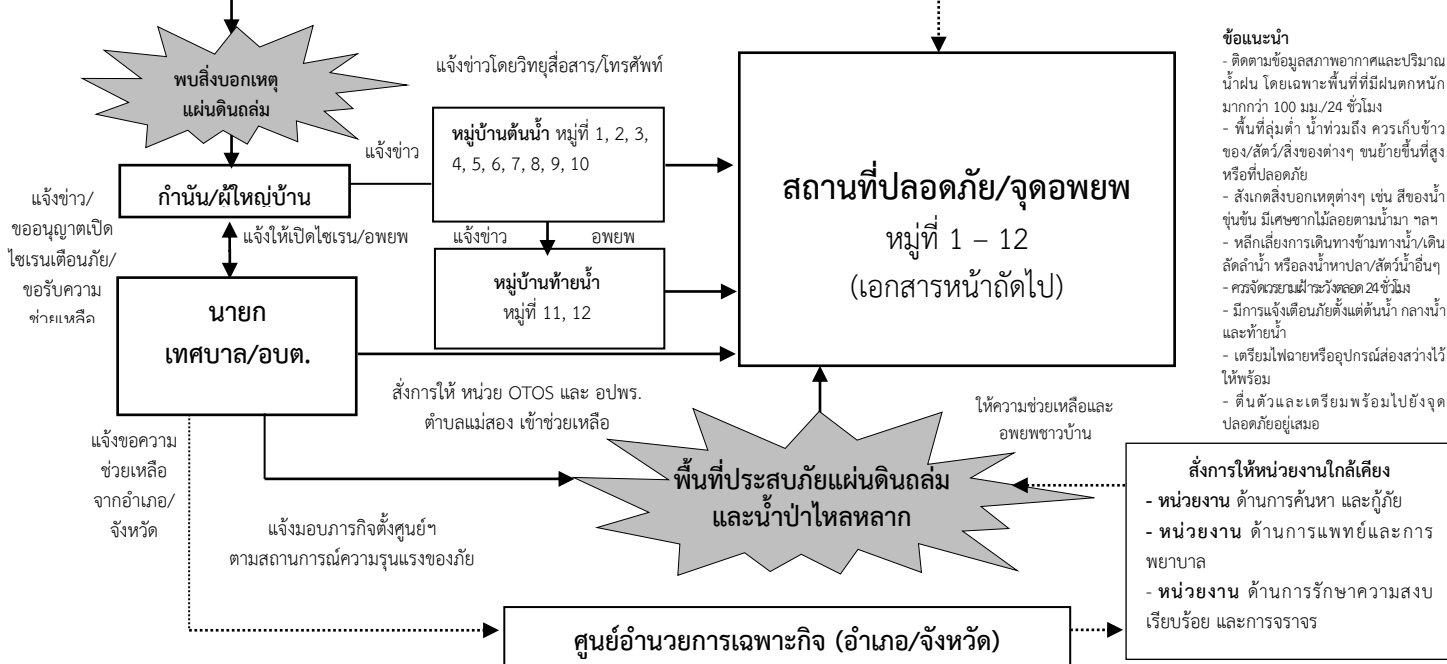 พบสิ่งบอกเหตุ
แผ่นดินถล่ม
แจ้งข่าวโดยวิทยุสื่อสาร/โทรศัพท์
กำนัน/ผู้ใหญ่บ้าน
แจ้งข่าว
หมู่บ้านต้นน้ำ หมู่ที่ 1, 2, 3,
4, 5, 6, 7, 8, 9, 10
แจ้งข่าว/
ขออนุญาตเปิด
ไซเรนเตือนภัย/
ขอรับความ
ช่วยเหลือ
แจ้งให้เปิดไซเรน/อพยพ
แจ้งข่าว
อพยพ
หมู่บ้านท้ายน้ำ
หมู่ที่ 11, 12
นายก
เทศบาล/อบต.
สถานที่ปลอดภัย/จุดอพยพ
หมู่ที่ 1 – 12
(เอกสารหน้าถัดไป)
สั่งการให้ หน่วย OTOS และ อปพร.
ตำบลแม่สอง เข้าช่วยเหลือ
แจ้งขอความ
ช่วยเหลือ
จากอำเภอ/
จังหวัด
แจ้งมอบภารกิจตั้งศูนย์ฯ
ตามสถานการณ์ความรุนแรงของภัย
พื้นที่ประสบภัยแผ่นดินถล่ม
และน้ำป่าไหลหลาก
ให้ความช่วยเหลือและ
อพยพชาวบ้าน
ศูนย์อำนวยการเฉพาะกิจ (อำเภอ/จังหวัด)
ข้อแนะนำ
- ติดตามข้อมูลสภาพอากาศและปริมาณ
น้ำฝน โดยเฉพาะพื้นที่ที่มีฝนตกหนัก
มากกว่า 100 มม./24 ชั่วโมง
- พื้นที่ลุ่มต่ำ น้ำท่วมถึง ควรเก็บข้าว
ของ/สัตว์/สิ่งของต่างๆ ขนย้ายขึ้นที่สูง
หรือที่ปลอดภัย
- สังเกตสิ่งบอกเหตุต่างๆ เช่น สีของน้ำ
ขุ่นข้น มีเศษซากไม้ลอยตามน้ำมา ฯลฯ
- หลีกเลี่ยงการเดินทางข้ามทางน้ำ/เดิน
ลัดลำน้ำ หรือลงน้ำหาปลา/สัตว์น้ำอื่นๆ
- ควรจัดเวรยามเฝ้าระวังตลอด 24 ชั่วโมง
- มีการแจ้งเตือนภัยตั้งแต่ต้นน้ำ กลางน้ำ
และท้ายน้ำ
- เตรียมไฟฉายหรืออุปกรณ์ส่องสว่างไว้
ให้พร้อม
- ตื่นตัวและเตรียมพร้อมไปยังจุด
ปลอดภัยอยู่เสมอ
สั่งการให้หน่วยงานใกล้เคียง
- หน่วยงาน ด้านการค้นหา และกู้ภัย
- หน่วยงาน ด้านการแพทย์และการ
พยาบาล
- หน่วยงาน ด้านการรักษาความสงบ
เรียบร้อย และการจราจร